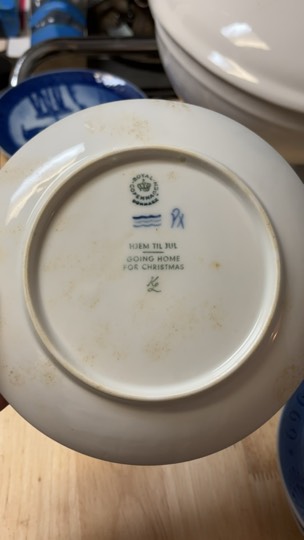 ROYAL
COPENHAGEN
DENMARK
HJEM TIL JUL
GOING HOME
FOR CHRISTMAS